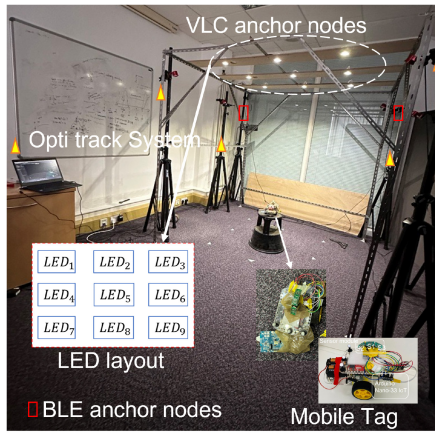 VLC anchor nodes
Opti track System
LED₁ LED₂ LED₃
LED₄ LED₅ LED₆
LED₇ LED₈ LED₉
LED layout
BLE anchor nodes
Mobile Tag